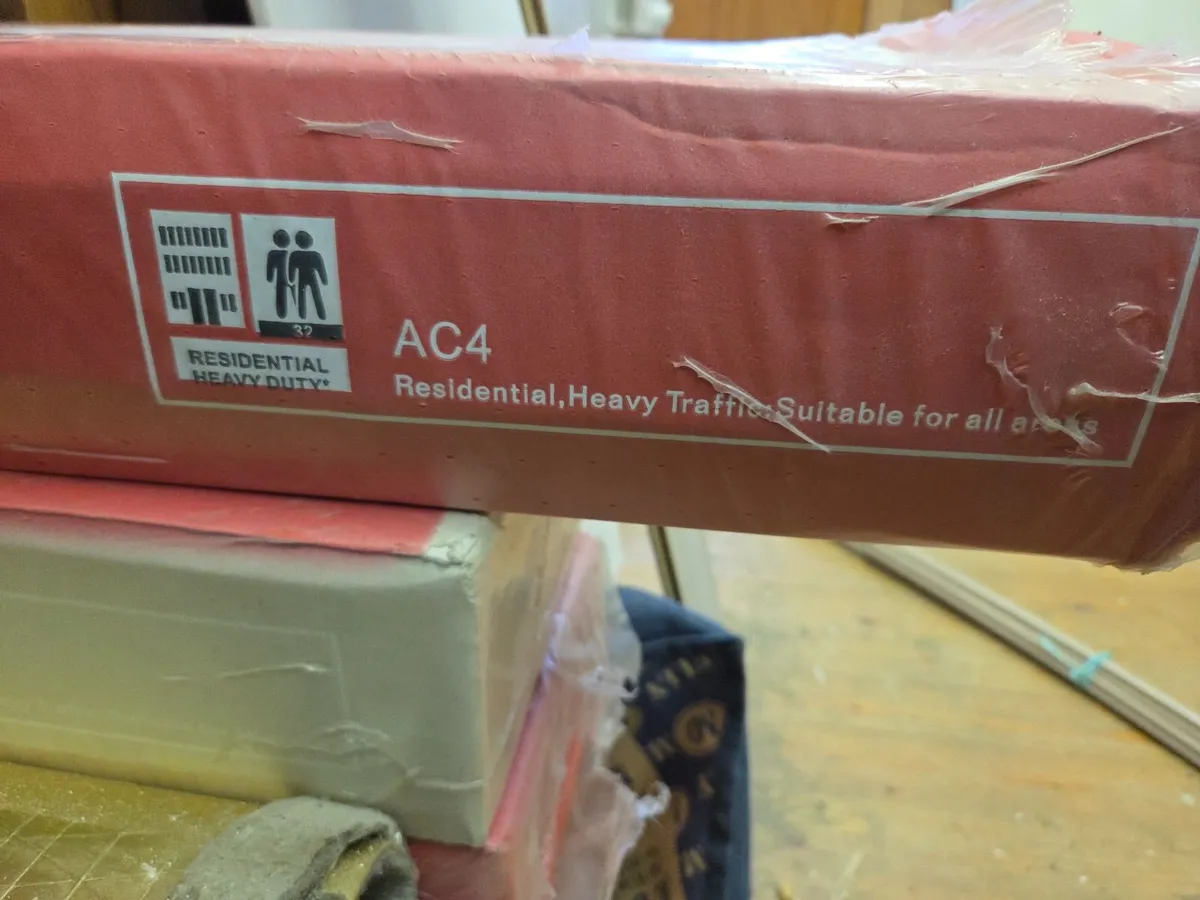 32
RESIDENTIAL
HEAVY DUTY*
AC4
Residential,Heavy Traffic;Suitable for all areas